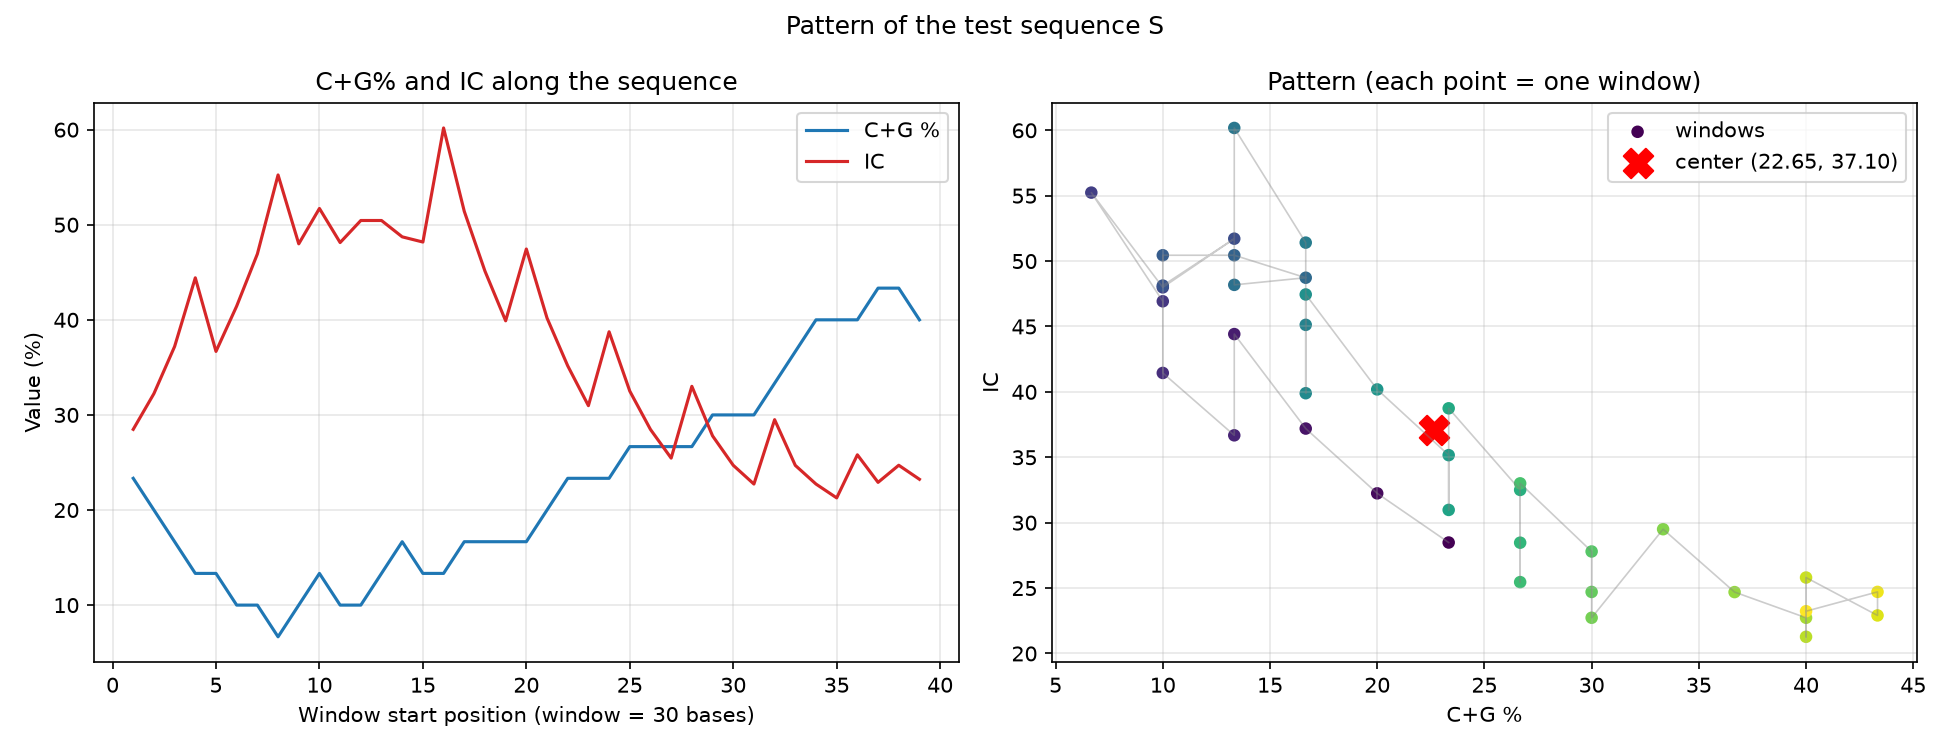 Pattern of the test sequence S
C+G% and IC along the sequence
C+G %
IC
Value (%)
60
50
40
30
20
10
0 5 10 15 20 25 30 35 40
Window start position (window = 30 bases)
Pattern (each point = one window)
windows
center (22.65, 37.10)
IC
60
55
50
45
40
35
30
25
20
5 10 15 20 25 30 35 40 45
C+G %